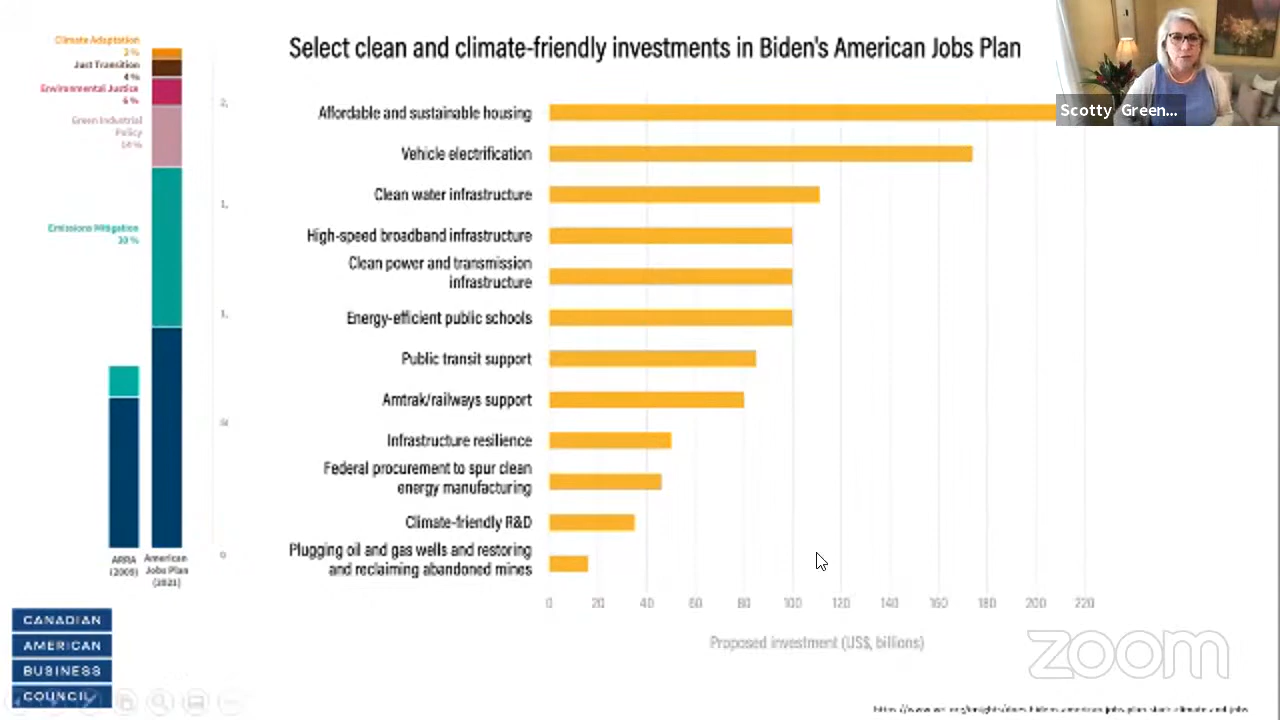 Select clean and climate-friendly investments in Biden's American Jobs Plan
Scotty Green...
Climate Adaptation
Just Transition
4 %
Environmental Justice
6 %
Green Industrial
Policy
14 %
Emissions Mitigation
2,
1,
1,
0
ARRA
(2009)
American
Jobs Plan
(2021)
Affordable and sustainable housing
Vehicle electrification
Clean water infrastructure
High-speed broadband infrastructure
Clean power and transmission
infrastructure
Energy-efficient public schools
Public transit support
Amtrak/railways support
Infrastructure resilience
Federal procurement to spur clean
energy manufacturing
Climate-friendly R&D
Plugging oil and gas wells and restoring
and reclaiming abandoned mines
0 20 40 60 80 100 120 140 160 180 200 220
Proposed investment (US$, billions)
CANADIAN
AMERICAN
BUSINESS
COUNCIL
zoom